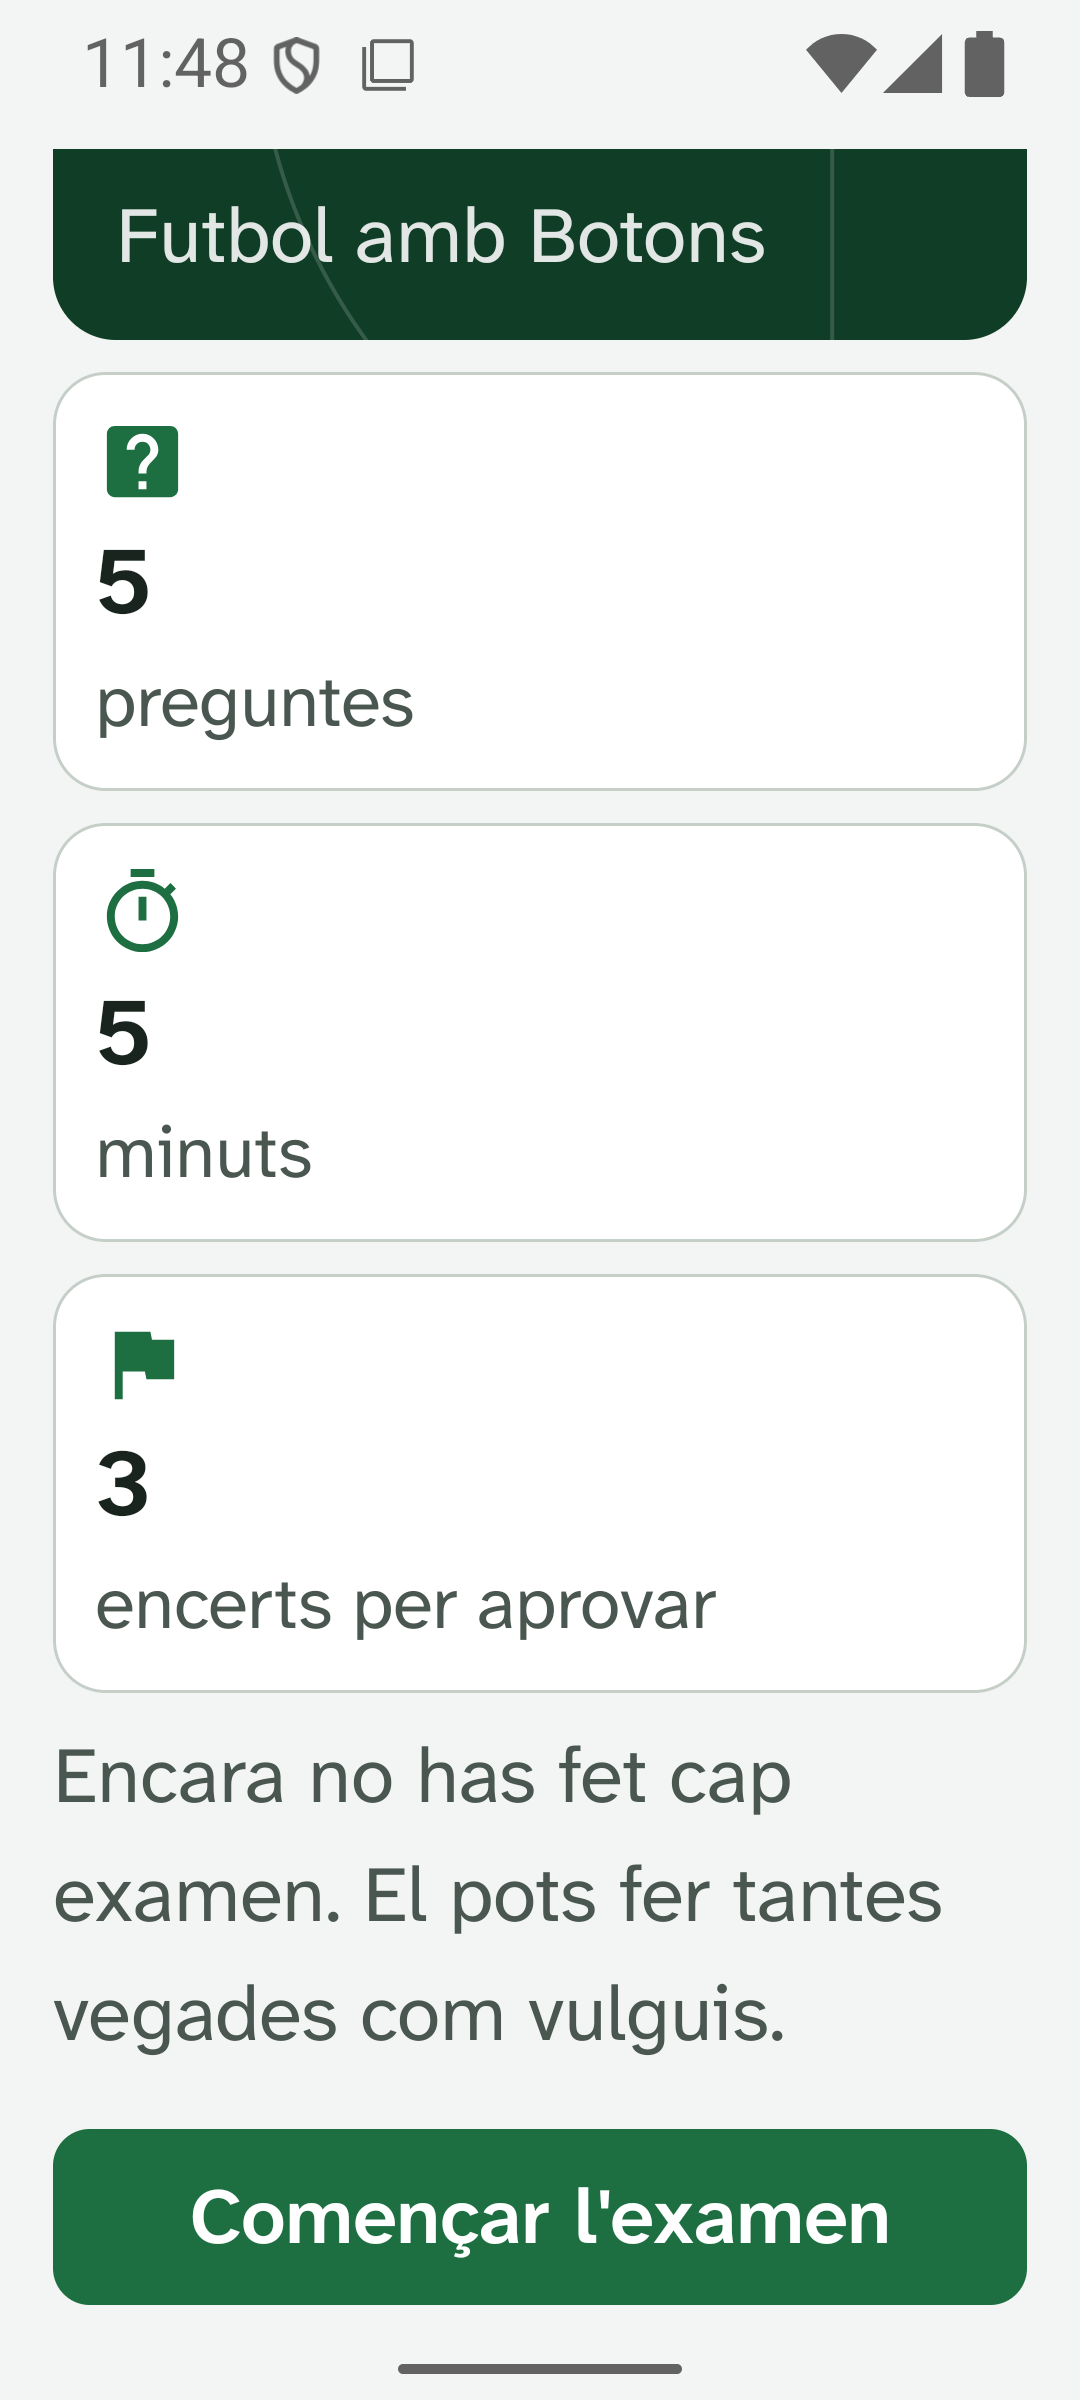 11:48
Futbol amb Botons
5
preguntes
5
minuts
3
encerts per aprovar
Encara no has fet cap
examen. El pots fer tantes
vegades com vulguis.
Començar l'examen